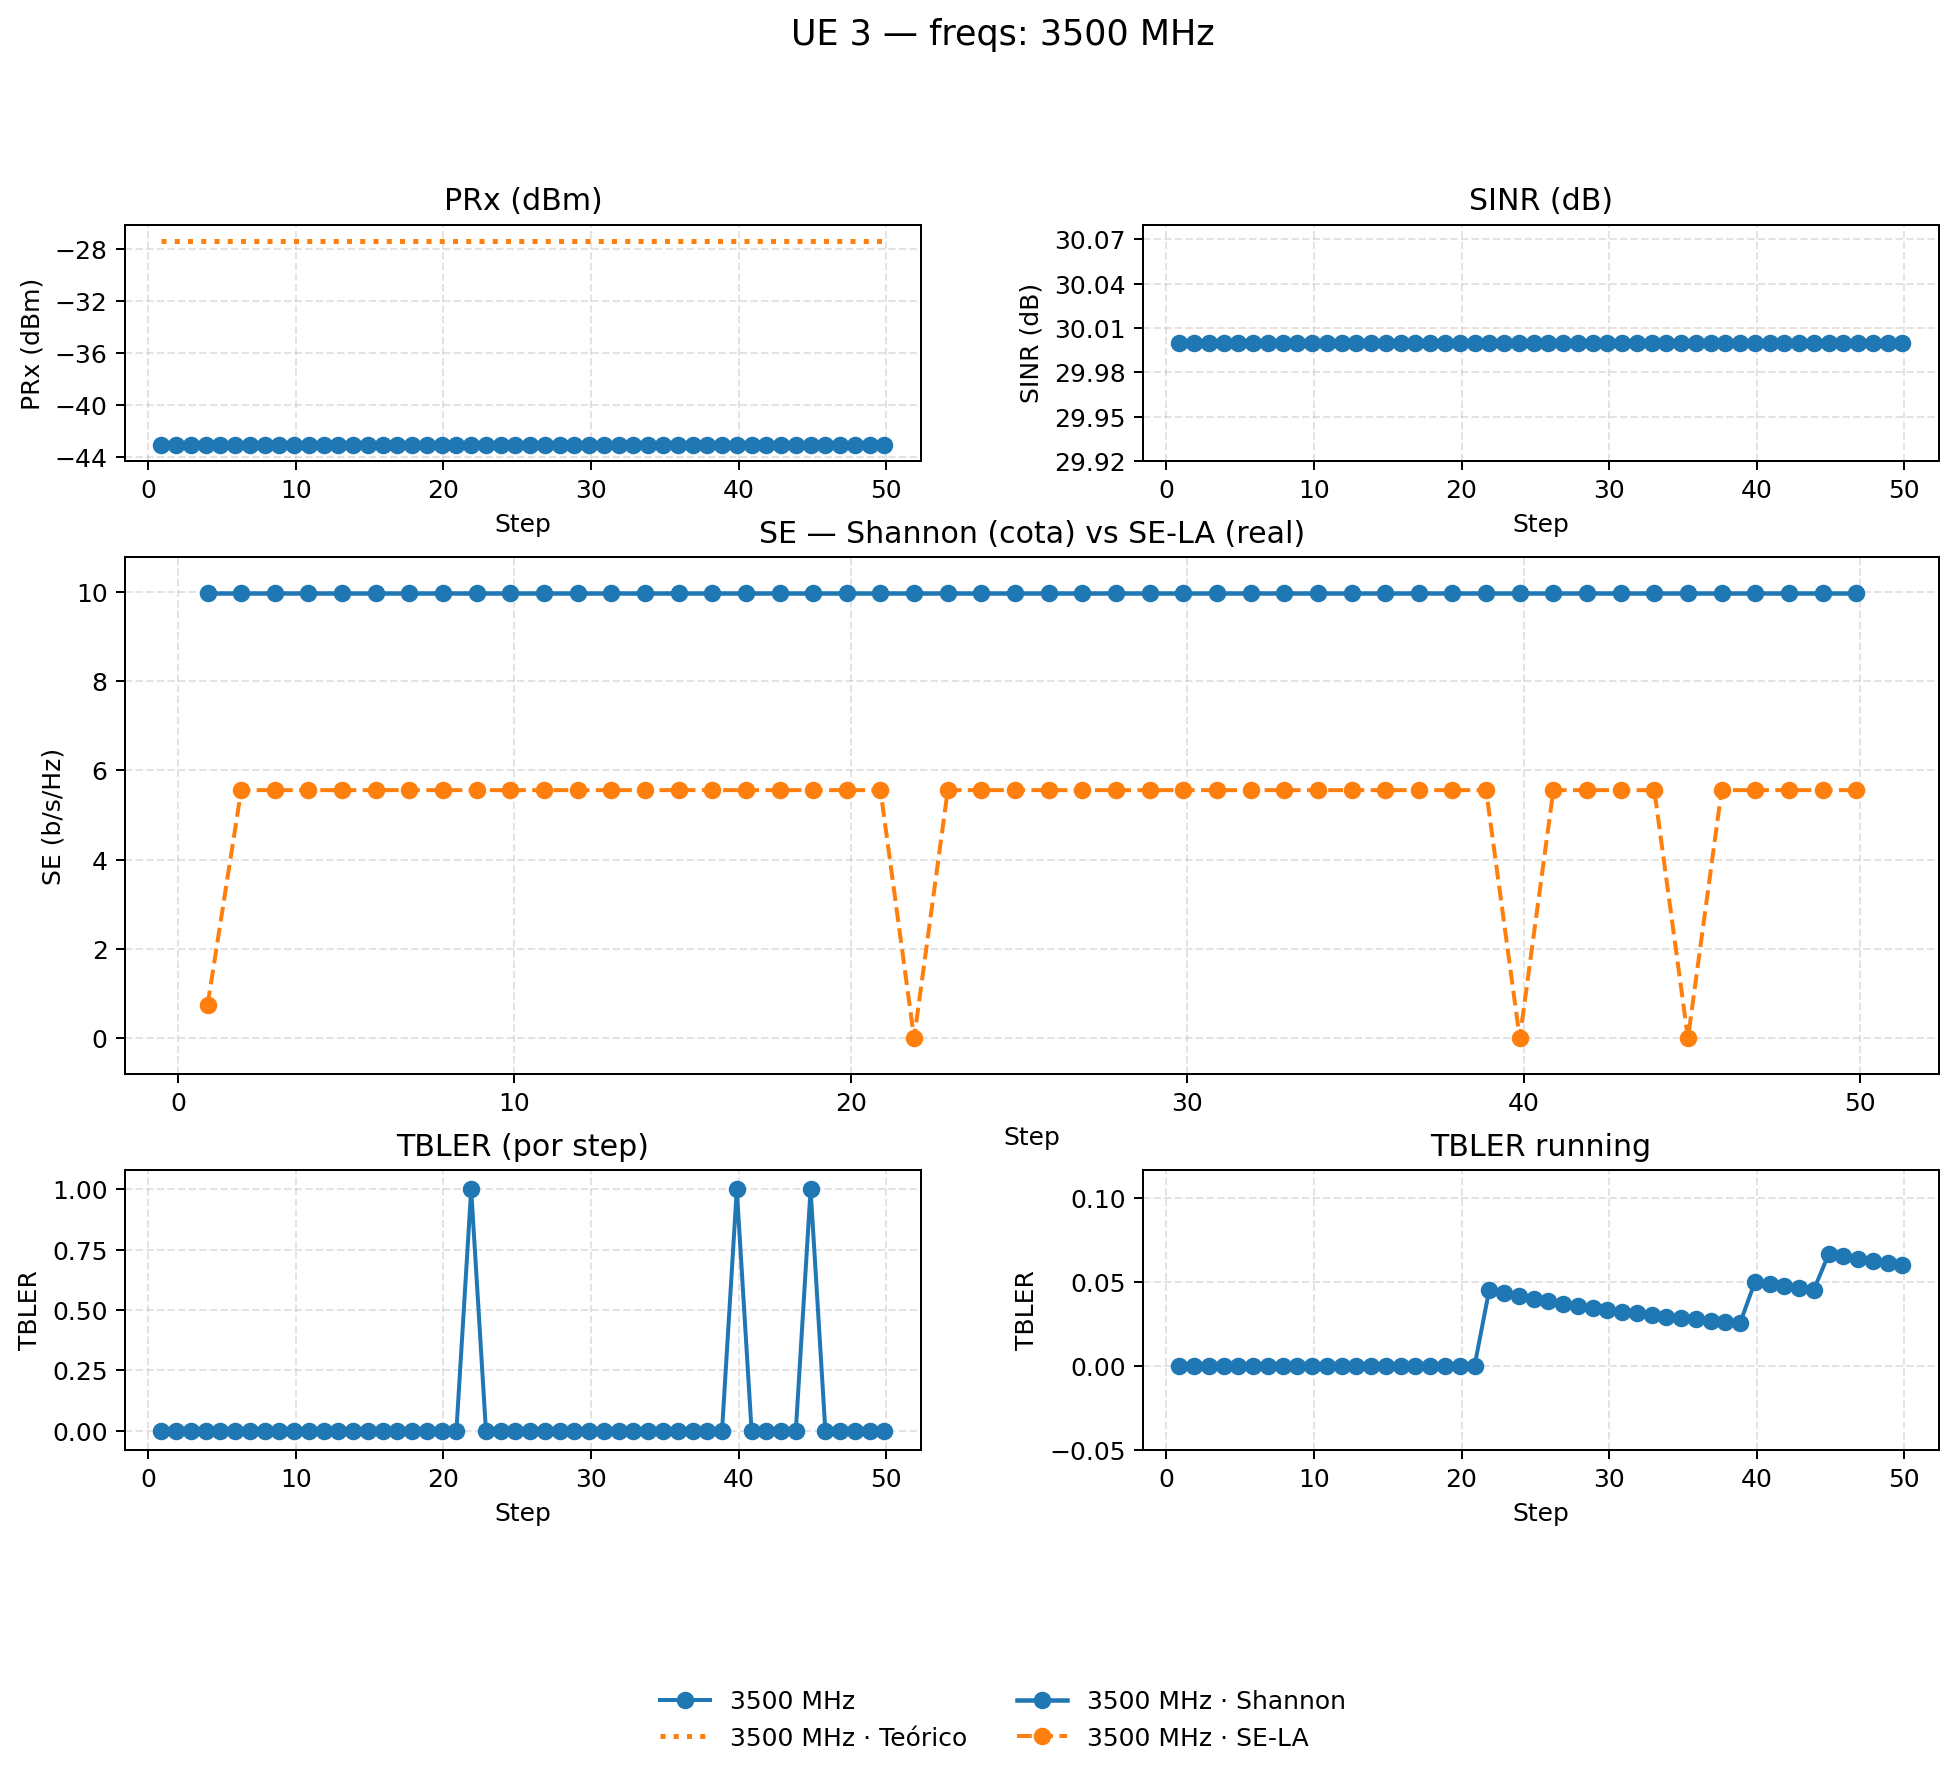 UE 3 — freqs: 3500 MHz
PRx (dBm)
PRx (dBm)
−28
−32
−36
−40
−44
0 10 20 30 40 50
Step
SINR (dB)
SINR (dB)
30.07
30.04
30.01
29.98
29.95
29.92
0 10 20 30 40 50
Step
SE — Shannon (cota) vs SE-LA (real)
SE (b/s/Hz)
10
8
6
4
2
0
0 10 20 30 40 50
Step
TBLER (por step)
TBLER
1.00
0.75
0.50
0.25
0.00
0 10 20 30 40 50
Step
TBLER running
TBLER
0.10
0.05
0.00
−0.05
0 10 20 30 40 50
Step
3500 MHz
3500 MHz · Teórico
3500 MHz · Shannon
3500 MHz · SE-LA